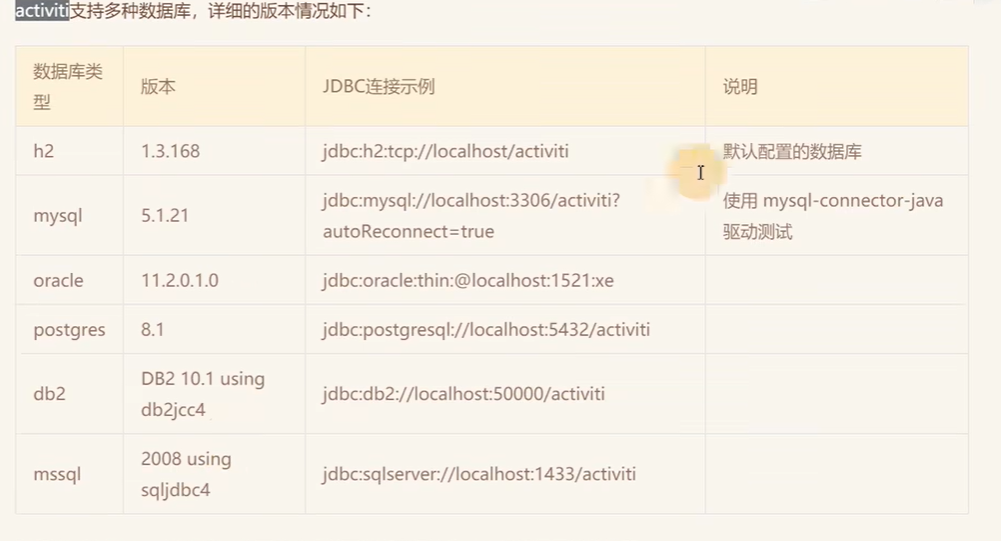 activiti支持多种数据库，详细的版本情况如下：
数据库类
型
版本
JDBC连接示例
说明
h2
1.3.168
jdbc:h2:tcp://localhost/activiti
默认配置的数据库
mysql
5.1.21
jdbc:mysql://localhost:3306/activiti?
autoReconnect=true
使用 mysql-connector-java
驱动测试
oracle
11.2.0.1.0
jdbc:oracle:thin:@localhost:1521:xe
postgres
8.1
jdbc:postgresql://localhost:5432/activiti
db2
DB2 10.1 using
db2jcc4
jdbc:db2://localhost:50000/activiti
mssql
2008 using
sqljdbc4
jdbc:sqlserver://localhost:1433/activiti